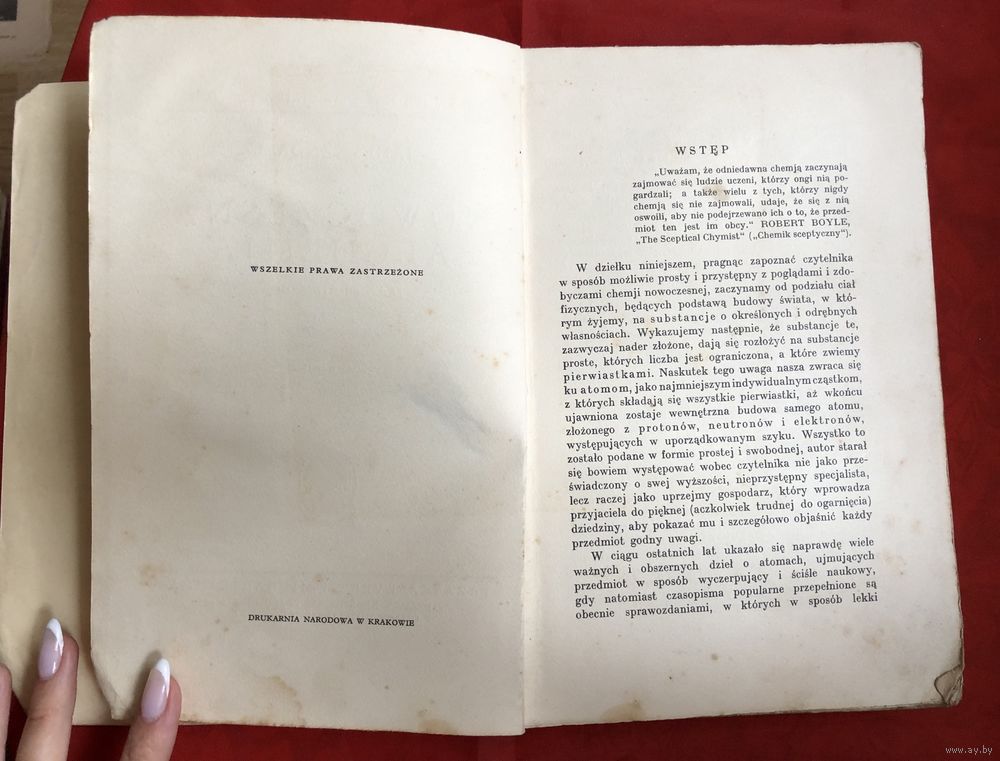 WSZELKIE PRAWA ZASTRZEŻONE
DRUKARNIA NARODOWA W KRAKOWIE
WSTĘP
„Uważam, że odniedawna chemją zaczynają
zajmować się ludzie uczeni, którzy ongi nią po-
gardzali; a także wielu z tych, którzy nigdy
chemją się nie zajmowali, udaje, że się z nią
oswoili, aby nie podejrzewano ich o to, że przed-
miot ten jest im obcy.“ ROBERT BOYLE,
„The Sceptical Chymist“ („Chemik sceptyczny“).
W dziełku niniejszem, pragnąc zapoznać czytelnika
w sposób możliwie prosty i przystępny z poglądami i zdo-
byczami chemji nowoczesnej, zaczynamy od podziału ciał
fizycznych, będących podstawą budowy świata, w któ-
rym żyjemy, na substancje o określonych i odrębnych
własnościach. Wykazujemy następnie, że substancje te,
zazwyczaj nader złożone, dają się rozłożyć na substancje
proste, których liczba jest ograniczona, a które zwiemy
pierwiastkami. Naskutek tego uwaga nasza zwraca się
ku atomom, jako najmniejszym indywidualnym cząstkom,
z których składają się wszystkie pierwiastki, aż wkońcu
ujawniona zostaje wewnętrzna budowa samego atomu,
złożonego z protonów, neutronów i elektronów,
występujących w uporządkowanym szyku. Wszystko to
zostało podane w formie prostej i swobodnej, autor starał
się bowiem występować wobec czytelnika nie jako prze-
świadczony o swej wyższości, nieprzystępny specjalista,
lecz raczej jako uprzejmy gospodarz, który wprowadza
przyjaciela do pięknej (aczkolwiek trudnej do ogarnięcia)
dziedziny, aby pokazać mu i szczegółowo objaśnić każdy
przedmiot godny uwagi.
W ciągu ostatnich lat ukazało się naprawdę wiele
ważnych i obszernych dzieł o atomach, ujmujących
przedmiot w sposób wyczerpujący i ściśle naukowy,
gdy natomiast czasopisma popularne przepełnione są
obecnie sprawozdaniami, w których w sposób lekki
www.ay.by